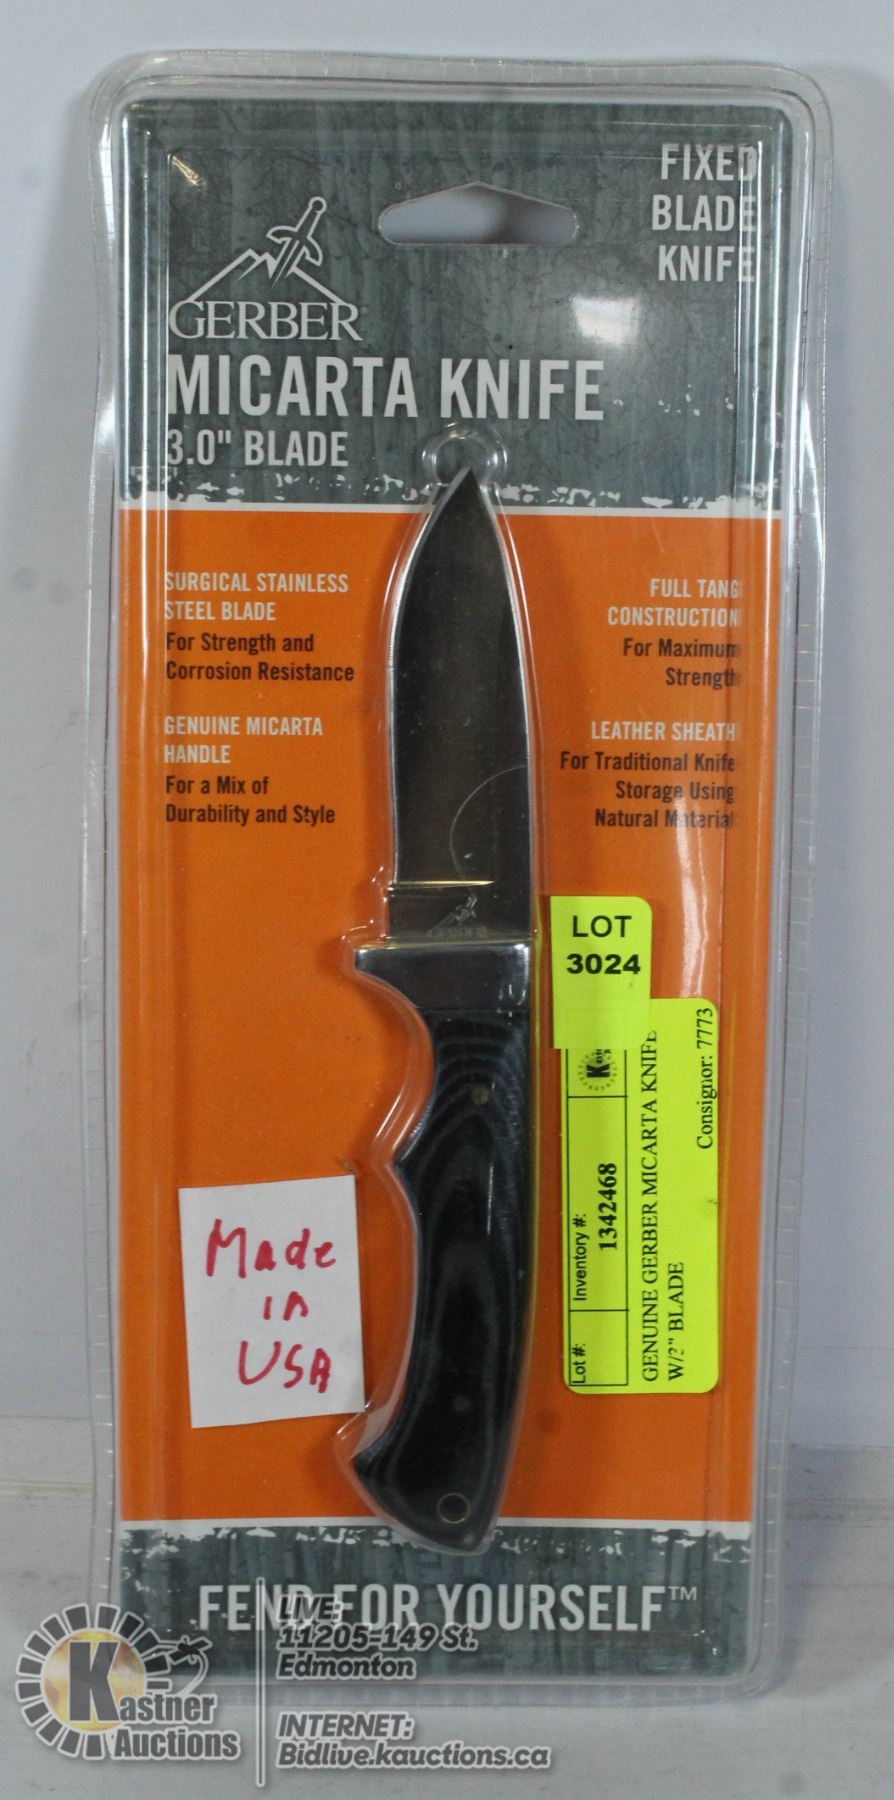 FIXED
BLADE
KNIFE
GERBER
MICARTA KNIFE
3.0" BLADE
SURGICAL STAINLESS
STEEL BLADE
For Strength and
Corrosion Resistance
GENUINE MICARTA
HANDLE
For a Mix of
Durability and Style
FULL TANG
CONSTRUCTION
For Maximum
Strength
LEATHER SHEATH
For Traditional Knife
Storage Using
Natural Material
LOT
3024
Lot #:
Inventory #:
1342468
GENUINE GERBER MICARTA KNIFE
W/3" BLADE
Consignor: 7773
Made
in
USA
FEND FOR YOURSELF™
Kastner
Auctions
LIVE:
11205-149 St.
Edmonton
INTERNET:
Bidlive.kauctions.ca